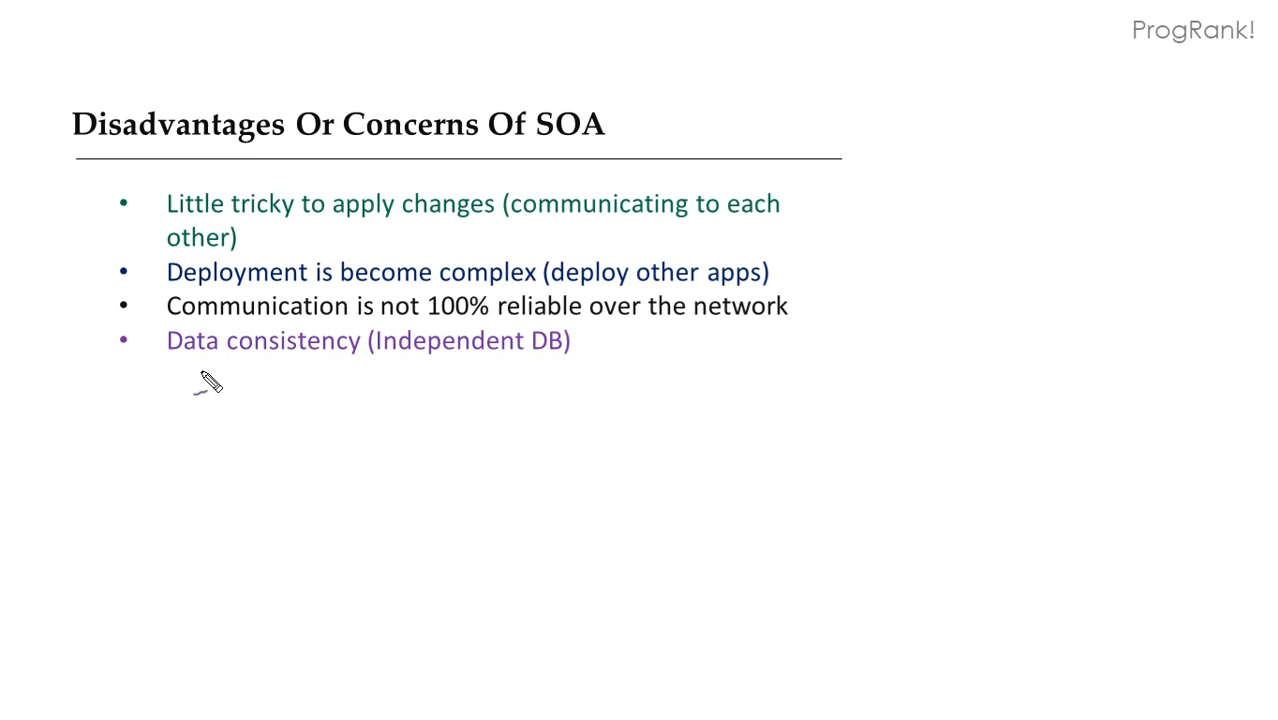 ProgRank!
Disadvantages Or Concerns Of SOA
• Little tricky to apply changes (communicating to each
other)
• Deployment is become complex (deploy other apps)
• Communication is not 100% reliable over the network
• Data consistency (Independent DB)